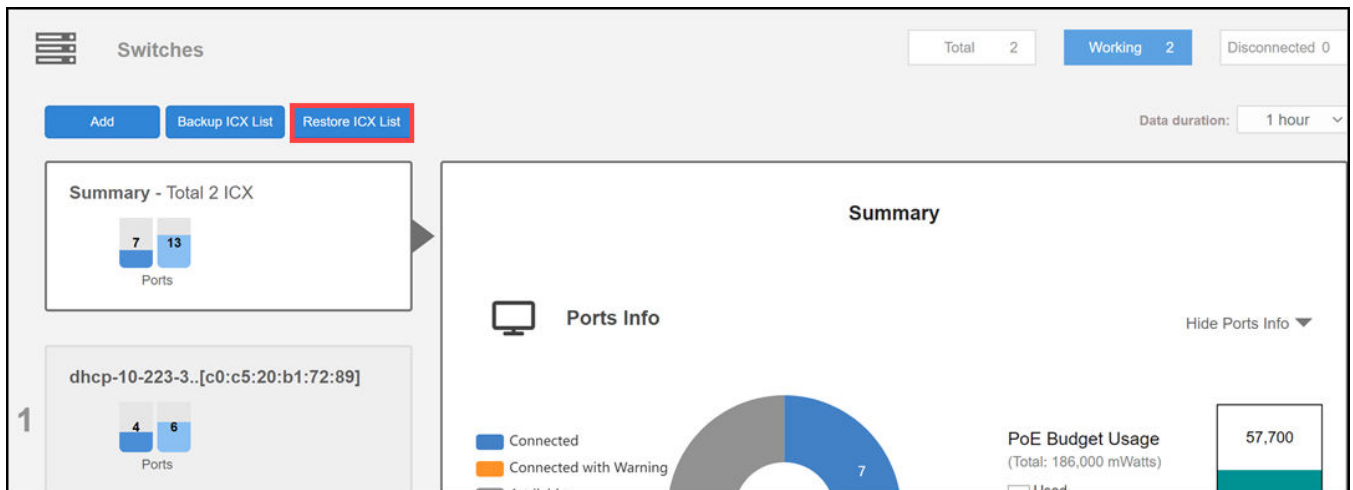 Switches
Total 2
Working 2
Disconnected 0
Add
Backup ICX List
Restore ICX List
Data duration: 1 hour
Summary - Total 2 ICX
7 13
Ports
Summary
Ports Info
Hide Ports Info
1
dhcp-10-223-3..[c0:c5:20:b1:72:89]
4 6
Ports
Connected
Connected with Warning
7
PoE Budget Usage
(Total: 186,000 mWatts)
57,700